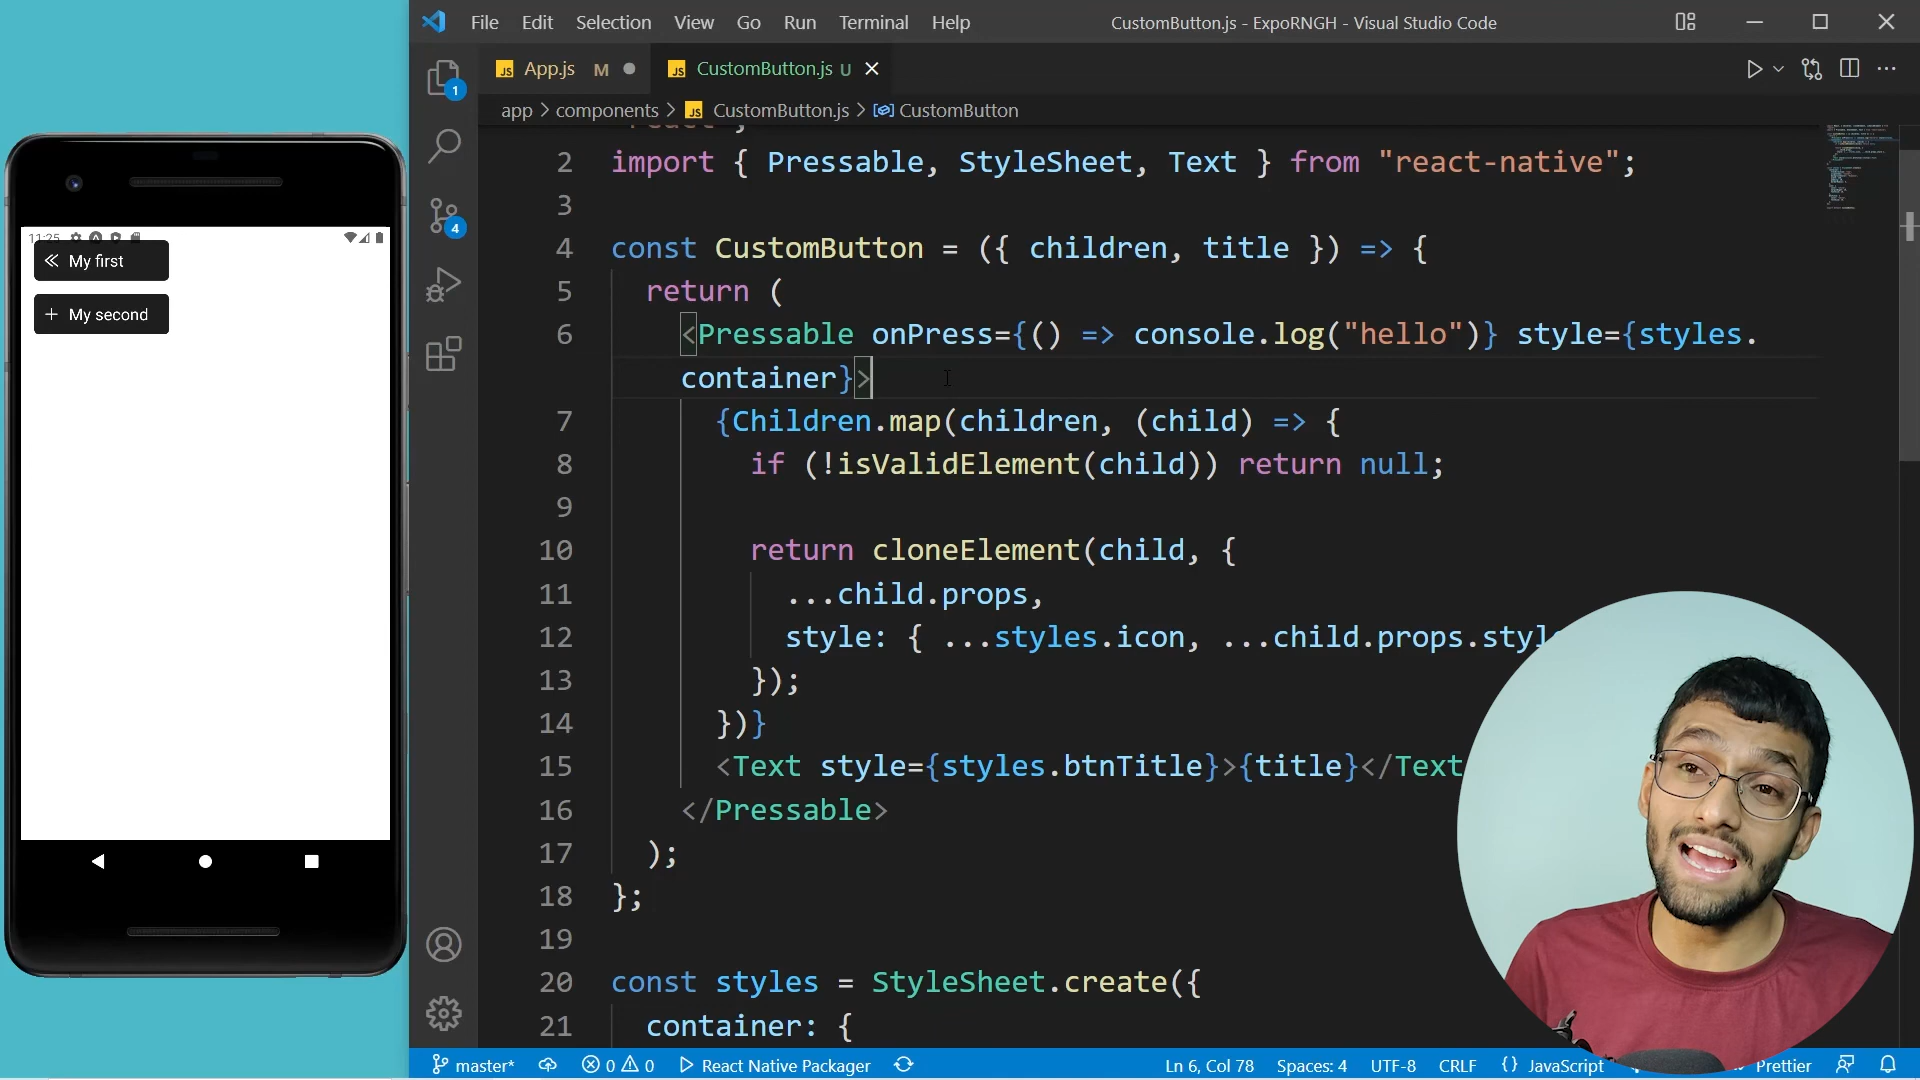 File Edit Selection View Go Run Terminal Help CustomButton.js - ExpoRNGH - Visual Studio Code
App.js M CustomButton.js U
app > components > CustomButton.js > CustomButton
11:25
My first
My second
2 import { Pressable, StyleSheet, Text } from "react-native";
3
4 const CustomButton = ({ children, title }) => {
5 return (
6 <Pressable onPress={() => console.log("hello")} style={styles.
container}>
7 {Children.map(children, (child) => {
8 if (!isValidElement(child)) return null;
9
10 return cloneElement(child, {
11 ...child.props,
12 style: { ...styles.icon, ...child.props.style
13 });
14 })}
15 <Text style={styles.btnTitle}>{title}</Text
16 </Pressable>
17 );
18 };
19
20 const styles = StyleSheet.create({
21 container: {
1
4
master* 0 0 React Native Packager Ln 6, Col 78 Spaces: 4 UTF-8 CRLF {} JavaScript Prettier